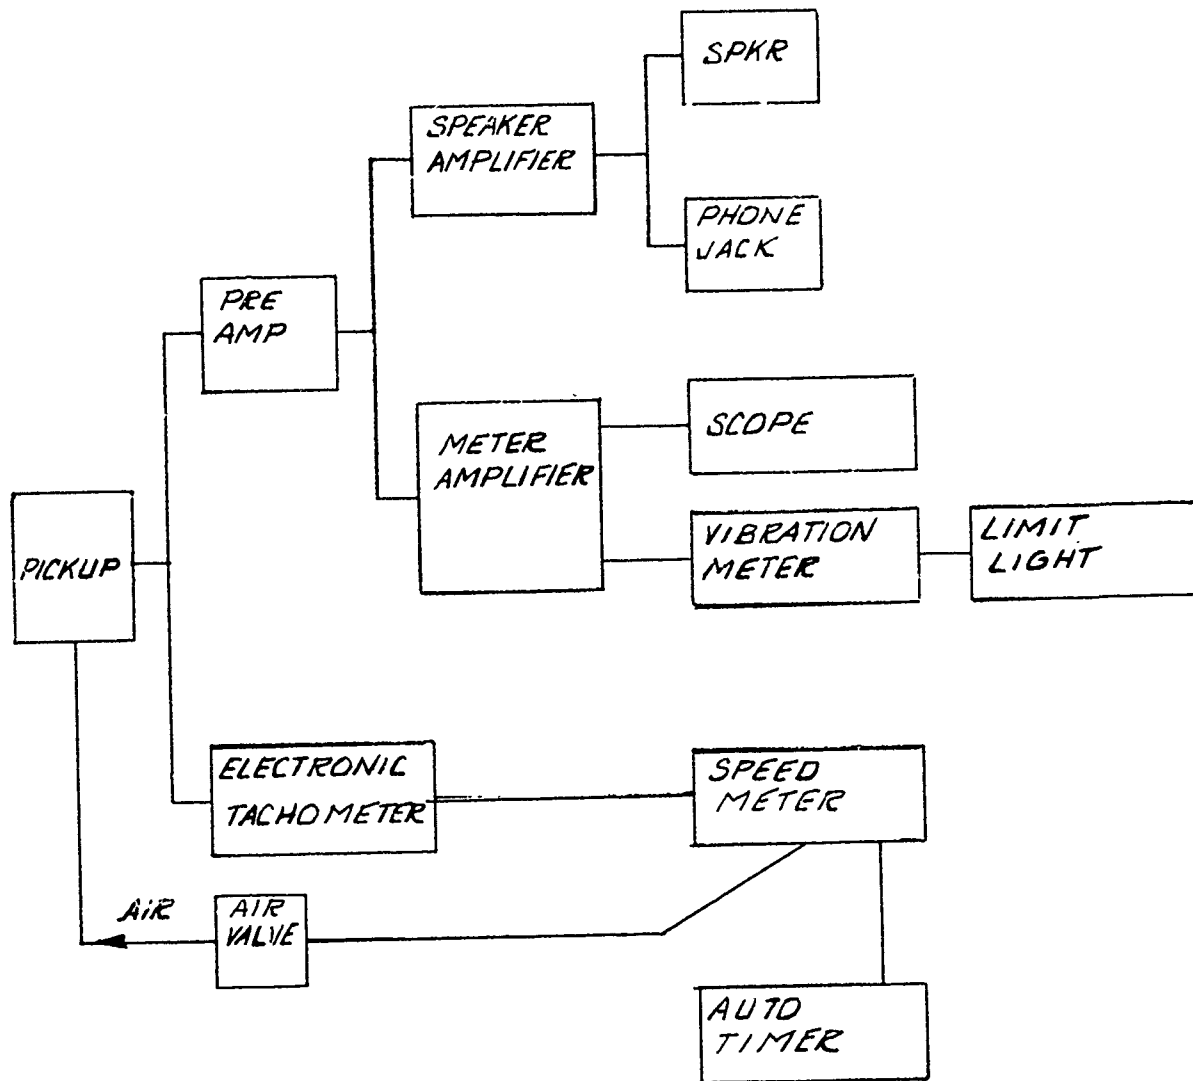 SPKR
SPEAKER
AMPLIFIER
PHONE
JACK
PRE
AMP
METER
AMPLIFIER
SCOPE
PICKUP
VIBRATION
METER
LIMIT
LIGHT
ELECTRONIC
TACHOMETER
SPEED
METER
AIR
AIR
VALVE
AUTO
TIMER